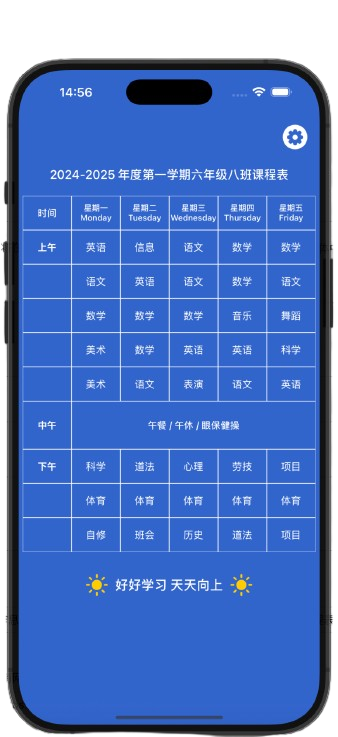 14:56
2024-2025 年度第一学期六年级八班课程表
时间 星期一 星期二 星期三 星期四 星期五
Monday Tuesday Wednesday Thursday Friday
上午 英语 信息 语文 数学 数学
语文 英语 语文 数学 语文
数学 数学 数学 音乐 舞蹈
美术 数学 英语 英语 科学
美术 语文 表演 语文 英语
中午 午餐 / 午休 / 眼保健操
下午 科学 道法 心理 劳技 项目
体育 体育 体育 体育 体育
自修 班会 历史 道法 项目
好好学习 天天向上